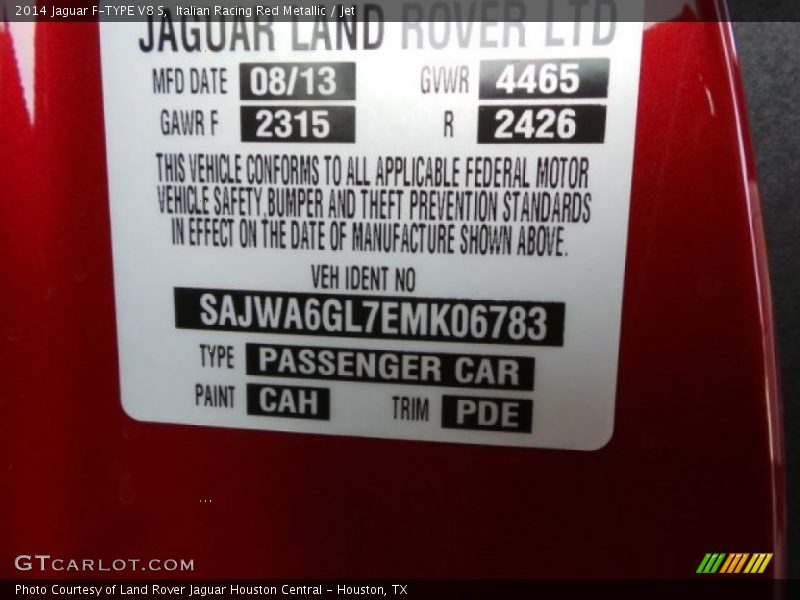 2014 Jaguar F-TYPE V8 S, Italian Racing Red Metallic / Jet
JAGUAR LAND ROVER LTD
MFD DATE 08/13 GVWR 4465
GAWR F 2315 R 2426
THIS VEHICLE CONFORMS TO ALL APPLICABLE FEDERAL MOTOR
VEHICLE SAFETY,BUMPER AND THEFT PREVENTION STANDARDS
IN EFFECT ON THE DATE OF MANUFACTURE SHOWN ABOVE.
VEH IDENT NO
SAJWA6GL7EMK06783
TYPE PASSENGER CAR
PAINT CAH TRIM PDE
GTCARLOT.COM
Photo Courtesy of Land Rover Jaguar Houston Central - Houston, TX